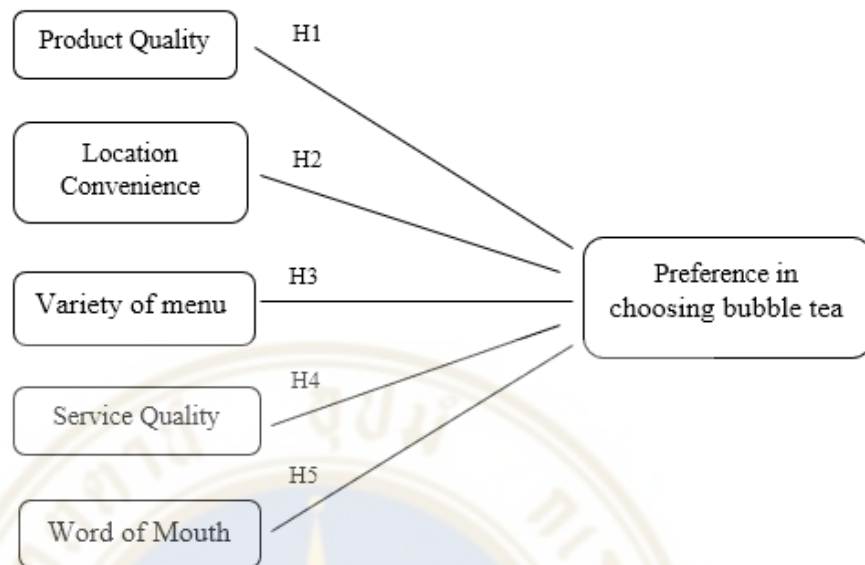 Product Quality
H1
Location
Convenience
H2
Variety of menu
H3
Preference in
choosing bubble tea
Service Quality
H4
Word of Mouth
H5